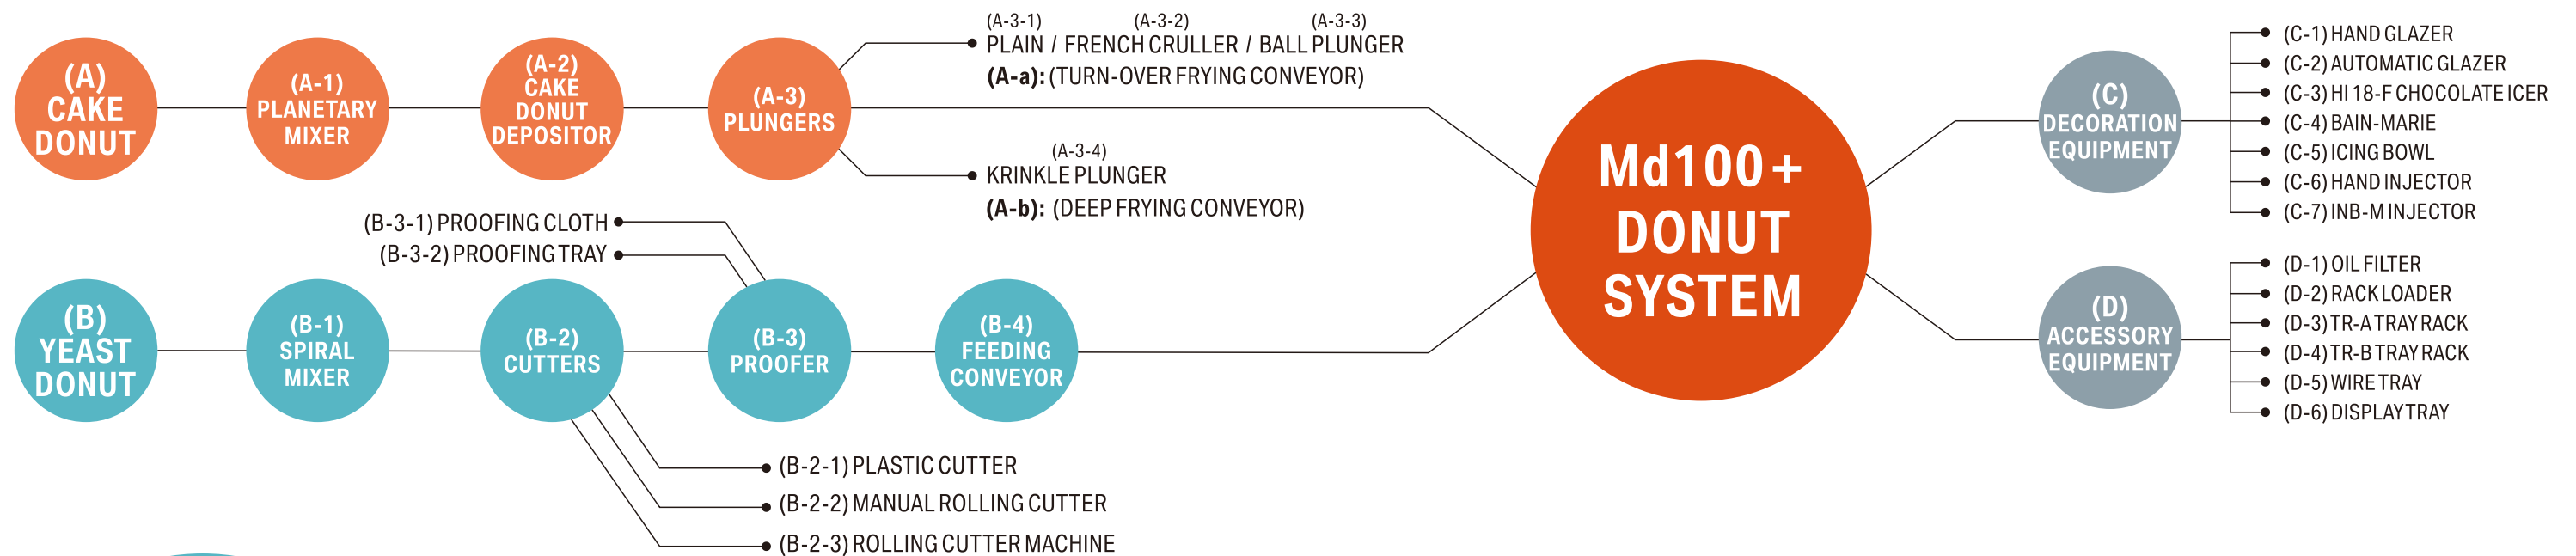 (A)
CAKE
DONUT
(A-1)
PLANETARY
MIXER
(A-2)
CAKE
DONUT
DEPOSITOR
(A-3)
PLUNGERS
(A-3-1) (A-3-2) (A-3-3)
PLAIN / FRENCH CRULLER / BALL PLUNGER
(A-a): (TURN-OVER FRYING CONVEYOR)
(A-3-4)
KRINKLE PLUNGER
(A-b): (DEEP FRYING CONVEYOR)
(B-3-1) PROOFING CLOTH
(B-3-2) PROOFING TRAY
(B)
YEAST
DONUT
(B-1)
SPIRAL
MIXER
(B-2)
CUTTERS
(B-3)
PROOFER
(B-4)
FEEDING
CONVEYOR
(B-2-1) PLASTIC CUTTER
(B-2-2) MANUAL ROLLING CUTTER
(B-2-3) ROLLING CUTTER MACHINE
Md100+
DONUT
SYSTEM
(C)
DECORATION
EQUIPMENT
(C-1) HAND GLAZER
(C-2) AUTOMATIC GLAZER
(C-3) HI 18-F CHOCOLATE ICER
(C-4) BAIN-MARIE
(C-5) ICING BOWL
(C-6) HAND INJECTOR
(C-7) INB-M INJECTOR
(D)
ACCESSORY
EQUIPMENT
(D-1) OIL FILTER
(D-2) RACK LOADER
(D-3) TR-A TRAY RACK
(D-4) TR-B TRAY RACK
(D-5) WIRE TRAY
(D-6) DISPLAY TRAY